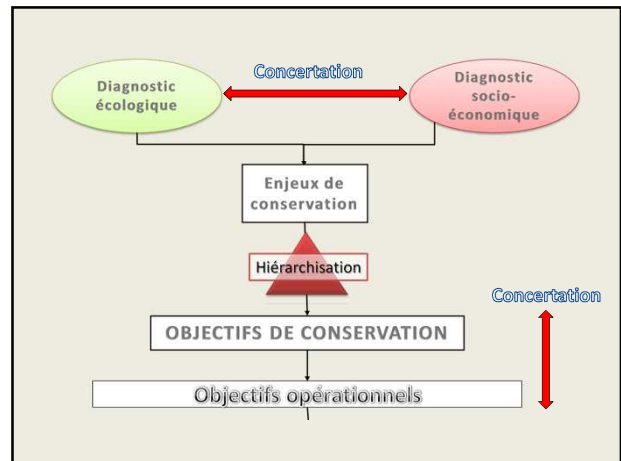 Diagnostic
écologique
Concertation
Diagnostic
socio-
économique
Enjeux de
conservation
Hiérarchisation
Concertation
OBJECTIFS DE CONSERVATION
Objectifs opérationnels